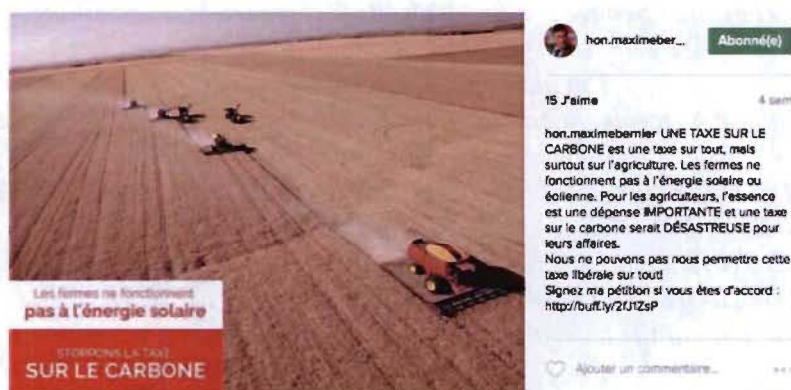 Les fermes ne fonctionnent
pas à l'énergie solaire
STOPPONS LA TAXE
SUR LE CARBONE
hon.maximeber...
Abonné(e)
15 J'aime
4 sem
hon.maximebernier UNE TAXE SUR LE
CARBONE est une taxe sur tout, mais
surtout sur l'agriculture. Les fermes ne
fonctionnent pas à l'énergie solaire ou
éolienne. Pour les agriculteurs, l'essence
est une dépense IMPORTANTE et une taxe
sur le carbone serait DÉSASTREUSE pour
leurs affaires.
Nous ne pouvons pas nous permettre cette
taxe libérale sur tout!
Signez ma pétition si vous êtes d'accord :
http://buff.ly/2fJ1ZsP
Ajouter un commentaire...